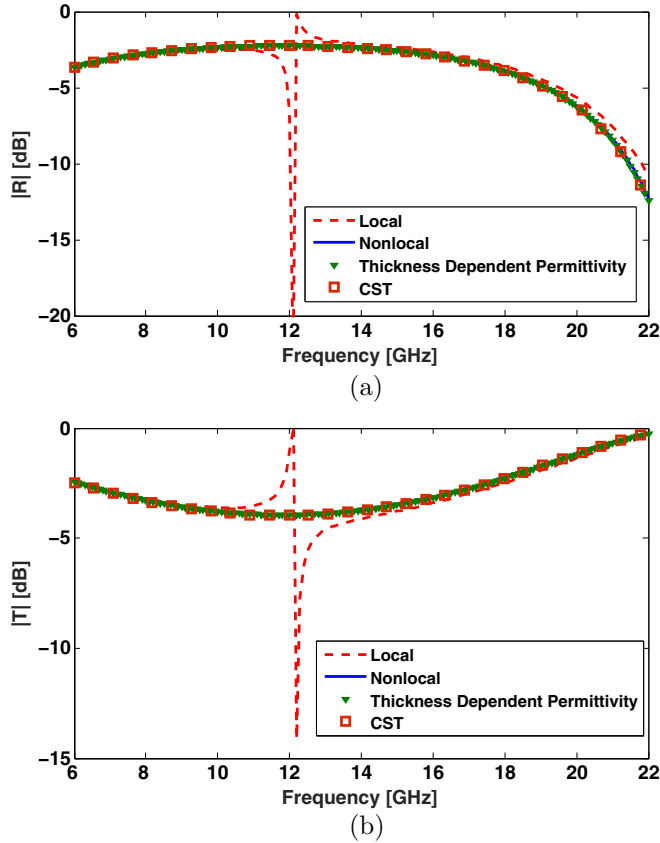 0
−5
−10
−15
−20
|R| [dB]
Local
Nonlocal
Thickness Dependent Permittivity
CST
6 8 10 12 14 16 18 20 22
Frequency [GHz]
(a)
0
−5
−10
−15
|T| [dB]
Local
Nonlocal
Thickness Dependent Permittivity
CST
6 8 10 12 14 16 18 20 22
Frequency [GHz]
(b)